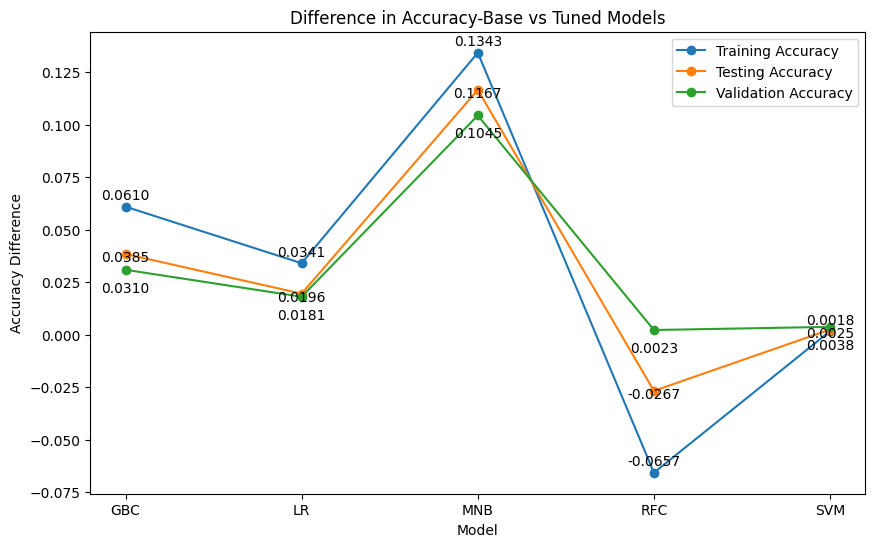 Difference in Accuracy-Base vs Tuned Models
Training Accuracy
Testing Accuracy
Validation Accuracy
Accuracy Difference
0.125
0.100
0.075
0.050
0.025
0.000
−0.025
−0.050
−0.075
0.0610
0.0385
0.0310
0.0341
0.0196
0.0181
0.1343
0.1167
0.1045
0.0023
-0.0267
-0.0657
0.0018
0.0025
0.0038
GBC
LR
MNB
RFC
SVM
Model